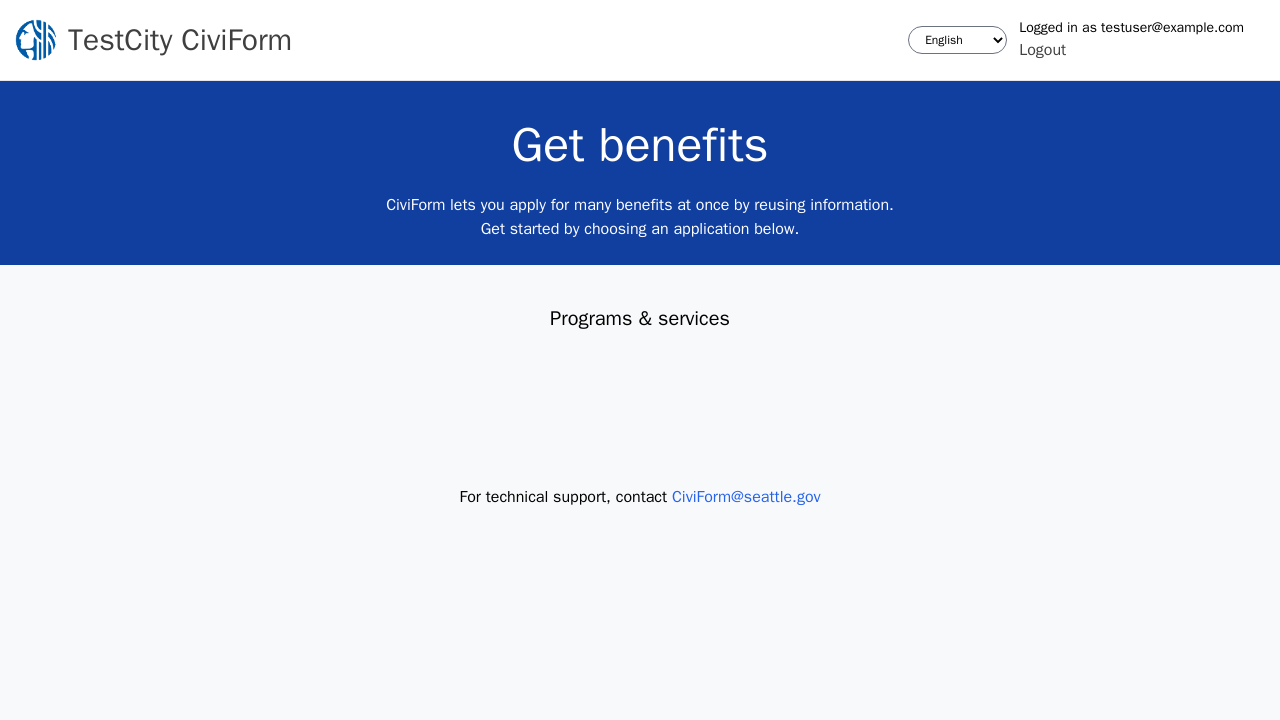 TestCity CiviForm
English
Logged in as testuser@example.com
Logout
Get benefits
CiviForm lets you apply for many benefits at once by reusing information.
Get started by choosing an application below.
Programs & services
For technical support, contact CiviForm@seattle.gov